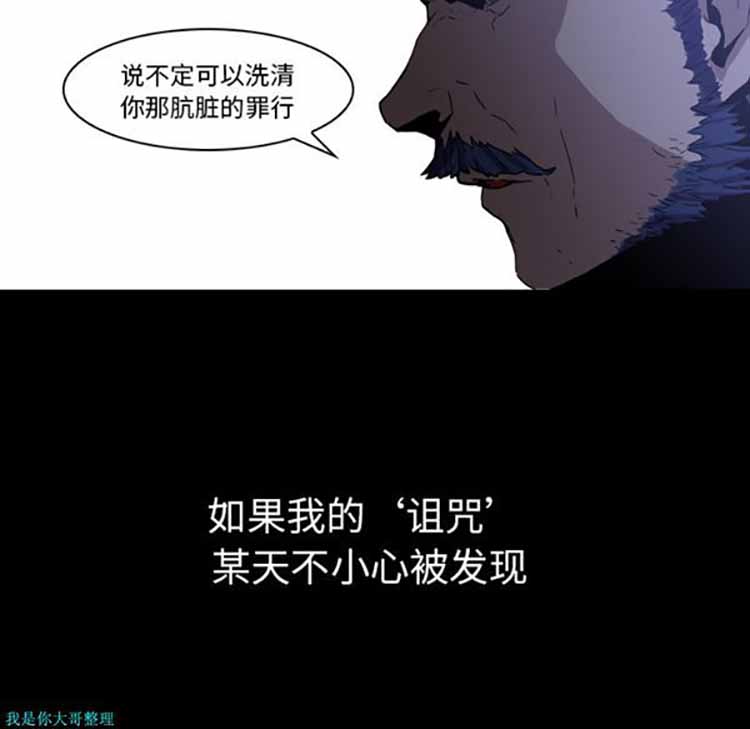 说不定可以洗清
你那肮脏的罪行
如果我的‘诅咒’
某天不小心被发现
我是你大哥整理